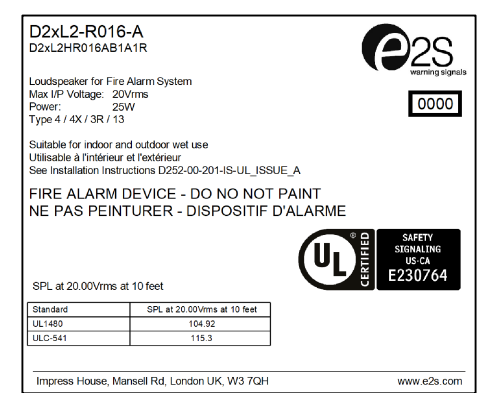 D2xL2-R016-A
D2xL2HR016AB1A1R
e2S
warning signals
Loudspeaker for Fire Alarm System
Max I/P Voltage: 20Vrms
Power: 25W
Type 4 / 4X / 3R / 13
0000
Suitable for indoor and outdoor wet use
Utilisable à l'intérieur et l'extérieur
See Installation Instructions D252-00-201-IS-UL_ISSUE_A
FIRE ALARM DEVICE - DO NO NOT PAINT
NE PAS PEINTURER - DISPOSITIF D'ALARME
UL ®
CERTIFIED
SAFETY
SIGNALING
US-CA
E230764
SPL at 20.00Vrms at 10 feet
Standard SPL at 20.00Vrms at 10 feet
UL1480 104.92
ULC-541 115.3
Impress House, Mansell Rd, London UK, W3 7QH www.e2s.com